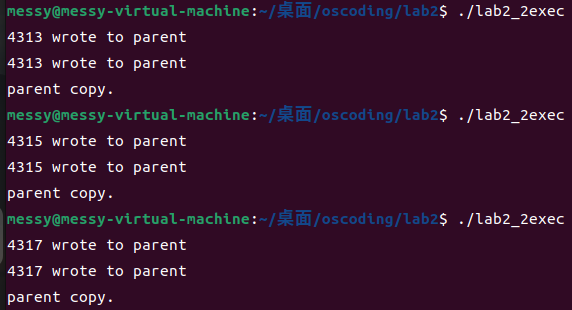 messy@messy-virtual-machine:~/桌面/oscoding/lab2$ ./lab2_2exec
4313 wrote to parent
4313 wrote to parent
parent copy.
messy@messy-virtual-machine:~/桌面/oscoding/lab2$ ./lab2_2exec
4315 wrote to parent
4315 wrote to parent
parent copy.
messy@messy-virtual-machine:~/桌面/oscoding/lab2$ ./lab2_2exec
4317 wrote to parent
4317 wrote to parent
parent copy.